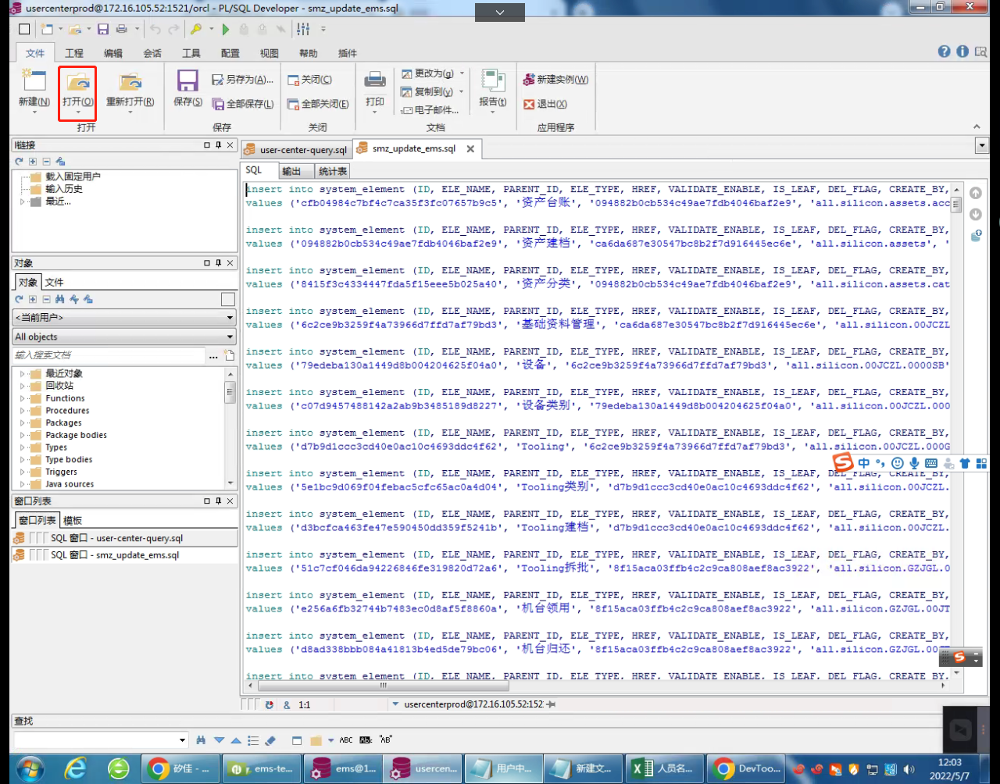 usercenterprod@172.16.105.52:1521/orcl - PL/SQL Developer - smz_update_ems.sql
文件 工程 编辑 会话 工具 配置 视图 帮助 插件
新建(N) 打开(O) 重新打开(R) 保存(S) 另存为(A)... 全部保存(L) 关闭(C) 全部关闭(E) 打印 更改为(g) 复制到(y) 电子邮件... 报告(t) 新建实例(W) 退出(X)
打开 保存 关闭 文档 应用程序
I链接
载入固定用户
输入历史
最近...
对象
对象 文件
<当前用户>
All objects
输入搜索文档 ...
最近对象
回收站
Functions
Procedures
Packages
Package bodies
Types
Type bodies
Triggers
Java sources
窗口列表
窗口列表 模板
SQL 窗口 - user-center-query.sql
SQL 窗口 - smz_update_ems.sql
user-center-query.sql smz_update_ems.sql
SQL 输出 统计表
insert into system_element (ID, ELE_NAME, PARENT_ID, ELE_TYPE, HREF, VALIDATE_ENABLE, IS_LEAF, DEL_FLAG, CREATE_BY,
values ('cfb04984c7bf4c7ca35f3fc07657b9c5', '资产台账', '094882b0cb534c49ae7fdb4046baf2e9', 'all.silicon.assets.acc
insert into system_element (ID, ELE_NAME, PARENT_ID, ELE_TYPE, HREF, VALIDATE_ENABLE, IS_LEAF, DEL_FLAG, CREATE_BY,
values ('094882b0cb534c49ae7fdb4046baf2e9', '资产建档', 'ca6da687e30547bc8b2f7d916445ec6e', 'all.silicon.assets', '
insert into system_element (ID, ELE_NAME, PARENT_ID, ELE_TYPE, HREF, VALIDATE_ENABLE, IS_LEAF, DEL_FLAG, CREATE_BY,
values ('8415f3c4334447fda5f15eee5b025a40', '资产分类', '094882b0cb534c49ae7fdb4046baf2e9', 'all.silicon.assets.cat
insert into system_element (ID, ELE_NAME, PARENT_ID, ELE_TYPE, HREF, VALIDATE_ENABLE, IS_LEAF, DEL_FLAG, CREATE_BY,
values ('6c2ce9b3259f4a73966d7ffd7af79bd3', '基础资料管理', 'ca6da687e30547bc8b2f7d916445ec6e', 'all.silicon.00JCZL
insert into system_element (ID, ELE_NAME, PARENT_ID, ELE_TYPE, HREF, VALIDATE_ENABLE, IS_LEAF, DEL_FLAG, CREATE_BY,
values ('79edeba130a1449d8b004204625f04a0', '设备', '6c2ce9b3259f4a73966d7ffd7af79bd3', 'all.silicon.00JCZL.0000SB'
insert into system_element (ID, ELE_NAME, PARENT_ID, ELE_TYPE, HREF, VALIDATE_ENABLE, IS_LEAF, DEL_FLAG, CREATE_BY,
values ('c07d9457488142a2ab9b3485189d8227', '设备类别', '79edeba130a1449d8b004204625f04a0', 'all.silicon.00JCZL.000
insert into system_element (ID, ELE_NAME, PARENT_ID, ELE_TYPE, HREF, VALIDATE_ENABLE, IS_LEAF, DEL_FLAG, CREATE_BY,
values ('d7b9d1ccc3cd40e0ac10c4693ddc4f62', 'Tooling', '6c2ce9b3259f4a73966d7ffd7af79bd3', 'all.silicon.00JCZL.000G
insert into system_element (ID, ELE_NAME, PARENT_ID, ELE_TYPE, HREF, VALIDATE_ENABLE, IS_LEAF, DEL_FLAG, CREATE_BY,
values ('5e1bc9d069f04febac5cfc65ac0a4d04', 'Tooling类别', 'd7b9d1ccc3cd40e0ac10c4693ddc4f62', 'all.silicon.00JCZL.
insert into system_element (ID, ELE_NAME, PARENT_ID, ELE_TYPE, HREF, VALIDATE_ENABLE, IS_LEAF, DEL_FLAG, CREATE_BY,
values ('d3bcfca463fe47e590450dd359f5241b', 'Tooling建档', 'd7b9d1ccc3cd40e0ac10c4693ddc4f62', 'all.silicon.00JCZL.
insert into system_element (ID, ELE_NAME, PARENT_ID, ELE_TYPE, HREF, VALIDATE_ENABLE, IS_LEAF, DEL_FLAG, CREATE_BY,
values ('51c7cf046da94226846fe319820d72a6', 'Tooling拆批', '8f15aca03ffb4c2c9ca808aef8ac3922', 'all.silicon.GZJGL.0
insert into system_element (ID, ELE_NAME, PARENT_ID, ELE_TYPE, HREF, VALIDATE_ENABLE, IS_LEAF, DEL_FLAG, CREATE_BY,
values ('e256a6fb32744b7483ec0d8af5f8860a', '机台领用', '8f15aca03ffb4c2c9ca808aef8ac3922', 'all.silicon.GZJGL.00JT
insert into system_element (ID, ELE_NAME, PARENT_ID, ELE_TYPE, HREF, VALIDATE_ENABLE, IS_LEAF, DEL_FLAG, CREATE_BY,
values ('d8ad338bbb084a41813b4ed5de79bc06', '机台归还', '8f15aca03ffb4c2c9ca808aef8ac3922', 'all.silicon.GZJGL.00JT
insert into system_element (ID, ELE_NAME, PARENT_ID, ELE_TYPE, HREF, VALIDATE_ENABLE, IS_LEAF, DEL_FLAG, CREATE_BY,
中
& 1:1 usercenterprod@172.16.105.52:152
查找
ABC AB "AB"
矽佳 - ... ems-te... ems@1... usercen... 用户中... 新建文... 人员名... DevToo...
12:03
2022/5/7